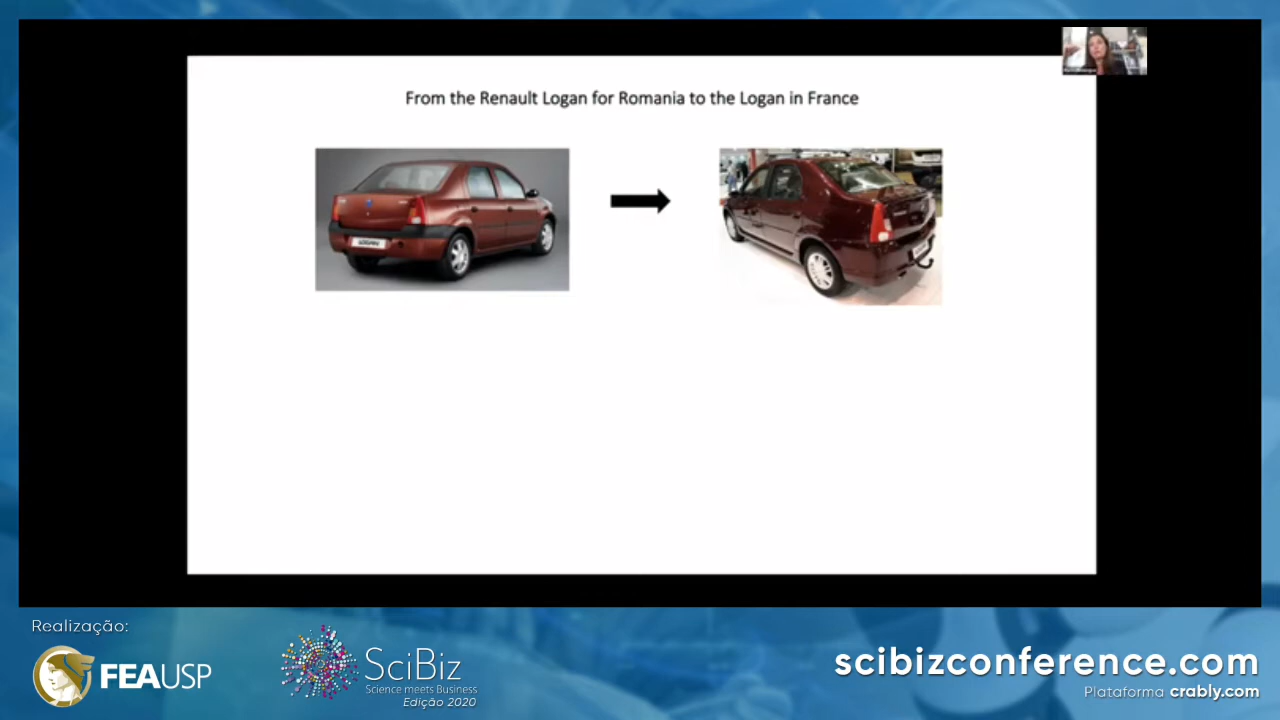 From the Renault Logan for Romania to the Logan in France
LOGAN
Realização:
FEAUSP
SciBiz
Science meets Business
Edição 2020
scibizconference.com
Plataforma crably.com